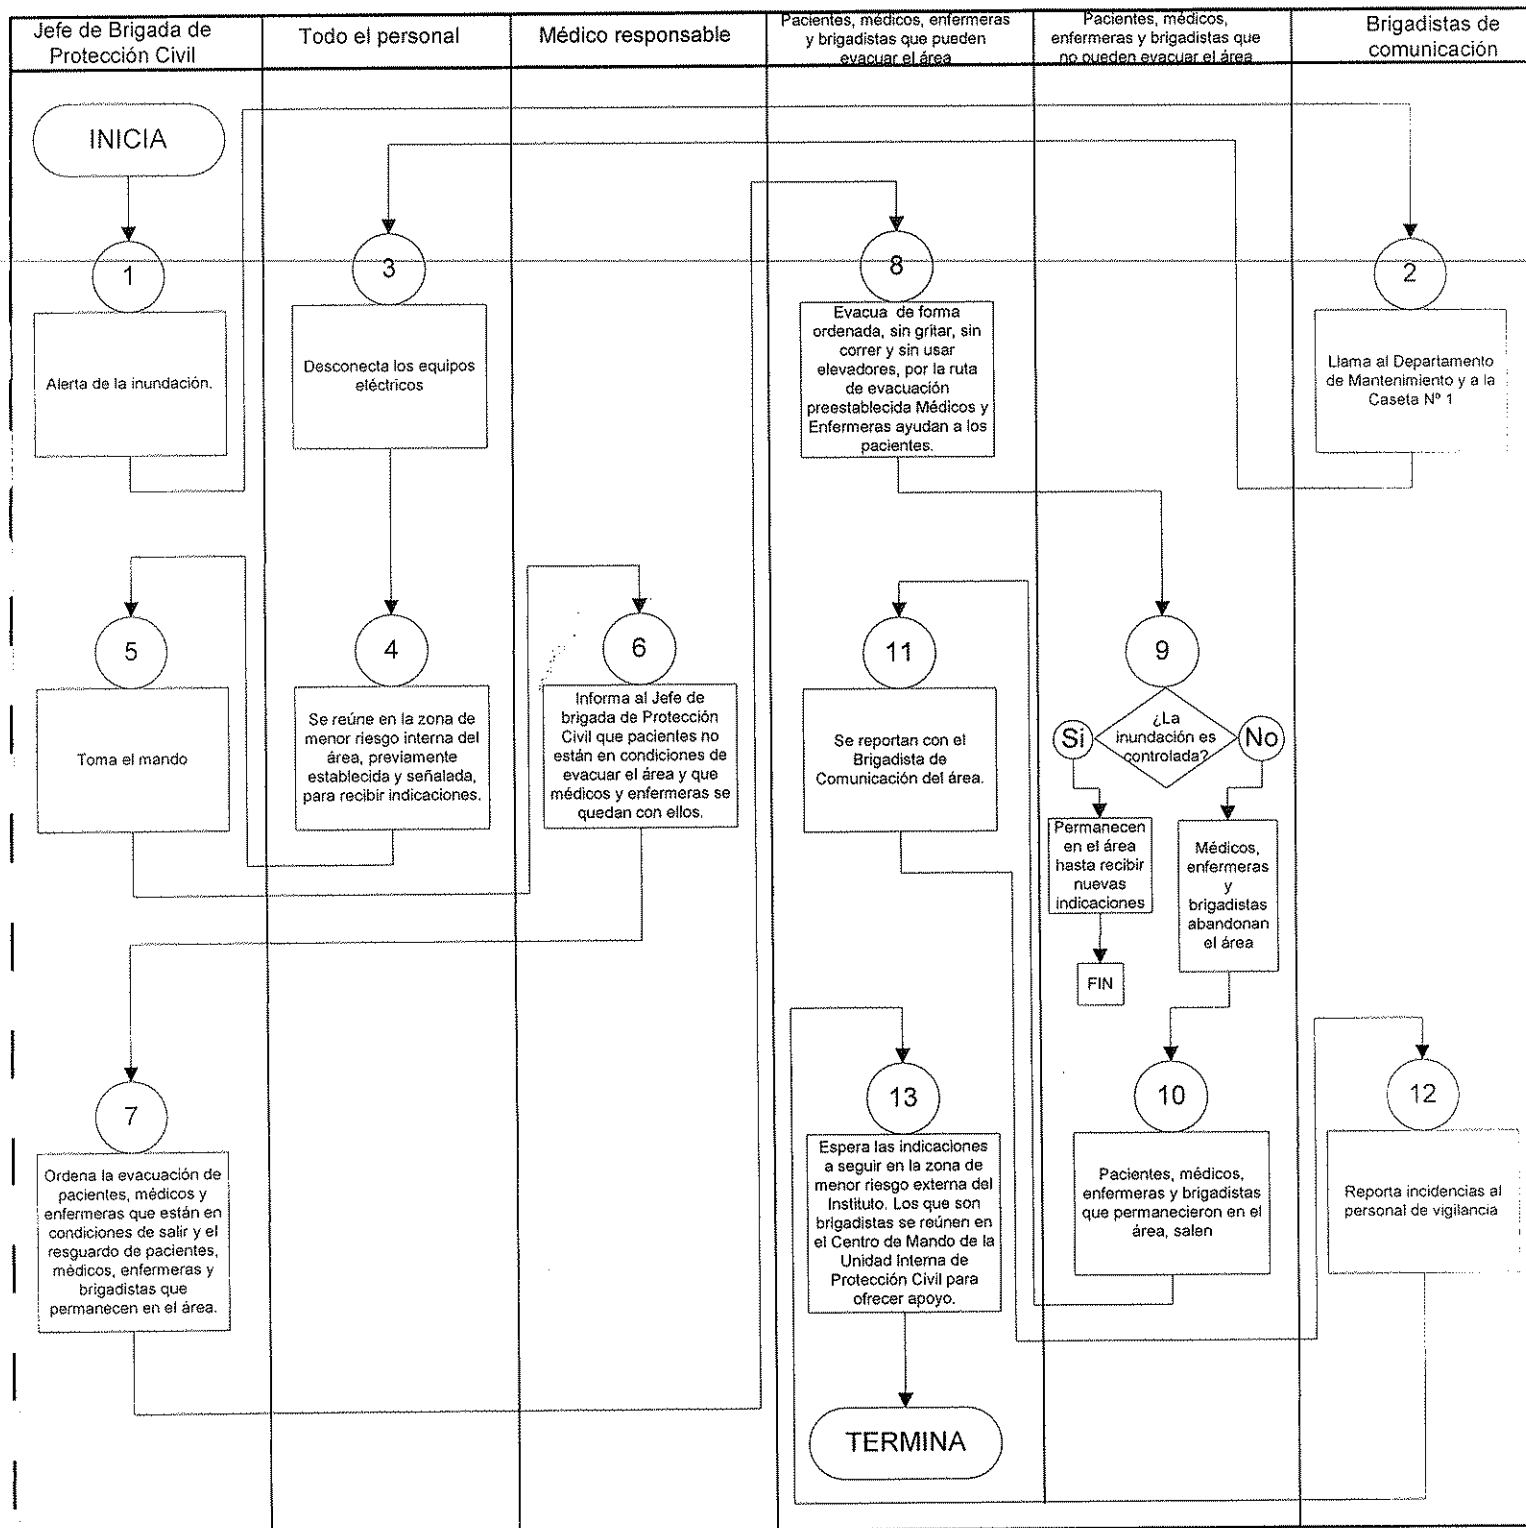 Jefe de Brigada de
Protección Civil
Todo el personal
Médico responsable
Pacientes, médicos, enfermeras
y brigadistas que pueden
evacuar el área
Pacientes, médicos,
enfermeras y brigadistas que
no pueden evacuar el área
Brigadistas de
comunicación
INICIA
1
Alerta de la inundación.
3
Desconecta los equipos
eléctricos
8
Evacua de forma
ordenada, sin gritar, sin
correr y sin usar
elevadores, por la ruta
de evacuación
preestablecida Médicos y
Enfermeras ayudan a los
pacientes.
2
Llama al Departamento
de Mantenimiento y a la
Caseta Nº 1
5
Toma el mando
4
Se reúne en la zona de
menor riesgo interna del
área, previamente
establecida y señalada,
para recibir indicaciones.
6
Informa al Jefe de
brigada de Protección
Civil que pacientes no
están en condiciones de
evacuar el área y que
médicos y enfermeras se
quedan con ellos.
11
Se reportan con el
Brigadista de
Comunicación del área.
9
¿La
inundación es
controlada?
Si
No
Permanecen
en el área
hasta recibir
nuevas
indicaciones
FIN
Médicos,
enfermeras
y
brigadistas
abandonan
el área
7
Ordena la evacuación de
pacientes, médicos y
enfermeras que están en
condiciones de salir y el
resguardo de pacientes,
médicos, enfermeras y
brigadistas que
permanecen en el área.
13
Espera las indicaciones
a seguir en la zona de
menor riesgo externa del
Instituto. Los que son
brigadistas se reúnen en
el Centro de Mando de la
Unidad Interna de
Protección Civil para
ofrecer apoyo.
10
Pacientes, médicos,
enfermeras y brigadistas
que permanecieron en el
área, salen
12
Reporta incidencias al
personal de vigilancia
TERMINA